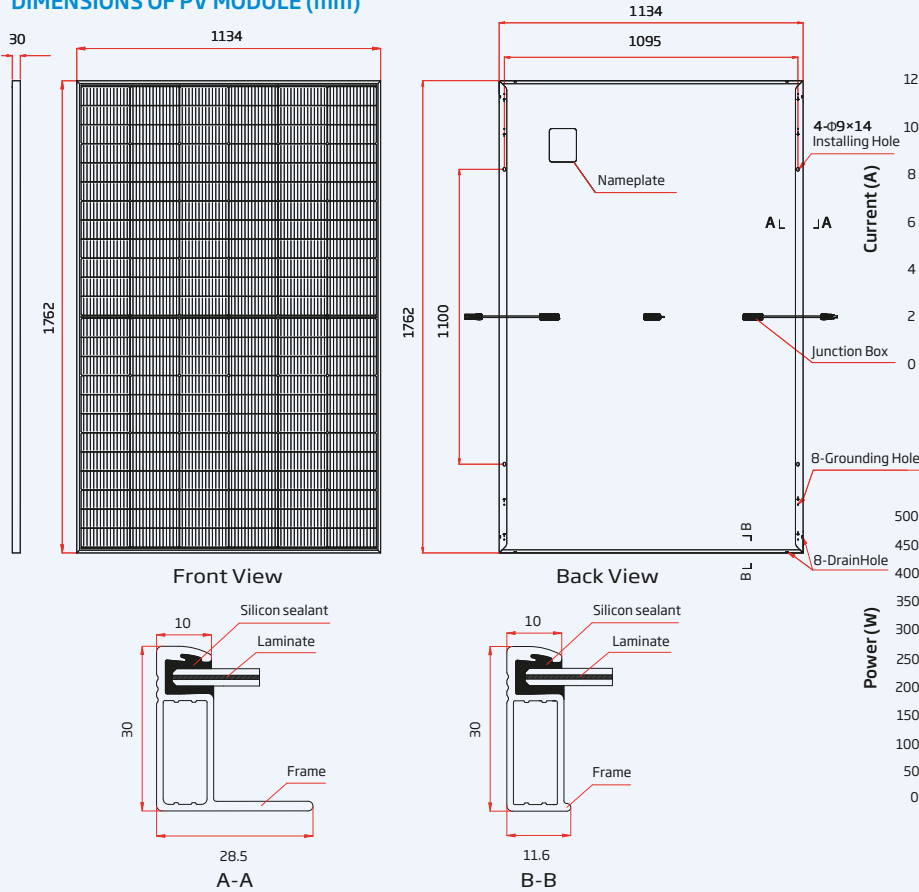 DIMENSIONS OF PV MODULE (mm)
30
1134
1762
Front View
1134
1095
1762
1100
4-Φ9×14
Installing Hole
Nameplate
A
A
Junction Box
8-Grounding Hole
8-DrainHole
B
B
Back View
Current (A)
12
10
8
6
4
2
0
Power (W)
500
450
400
350
300
250
200
150
100
50
0
10
Silicon sealant
Laminate
30
Frame
28.5
A-A
10
Silicon sealant
Laminate
30
Frame
11.6
B-B